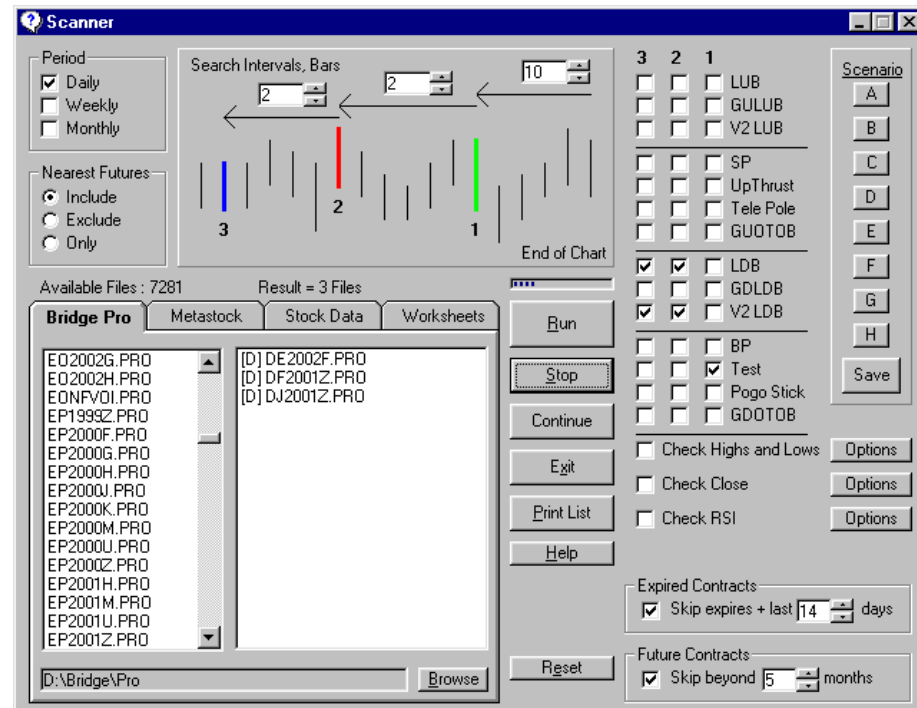 Scanner
Period
Daily
Weekly
Monthly
Nearest Futures
Include
Exclude
Only
Search Intervals, Bars
2
2
10
3
2
1
End of Chart
3 2 1
LUB
GULUB
V2 LUB
SP
UpThrust
Tele Pole
GUOTOB
LDB
GDLDB
V2 LDB
BP
Test
Pogo Stick
GDOTOB
Check Highs and Lows Options
Check Close Options
Check RSI Options
Scenario
A
B
C
D
E
F
G
H
Save
Available Files : 7281 Result = 3 Files
Bridge Pro Metastock Stock Data Worksheets
EO2002G.PRO
EO2002H.PRO
EONFVOI.PRO
EP1999Z.PRO
EP2000F.PRO
EP2000G.PRO
EP2000H.PRO
EP2000J.PRO
EP2000K.PRO
EP2000M.PRO
EP2000U.PRO
EP2000Z.PRO
EP2001H.PRO
EP2001M.PRO
EP2001U.PRO
EP2001Z.PRO
[D] DE2002F.PRO
[D] DF2001Z.PRO
[D] DJ2001Z.PRO
D:\Bridge\Pro Browse
Run
Stop
Continue
Exit
Print List
Help
Reset
Expired Contracts
Skip expires + last 14 days
Future Contracts
Skip beyond 5 months